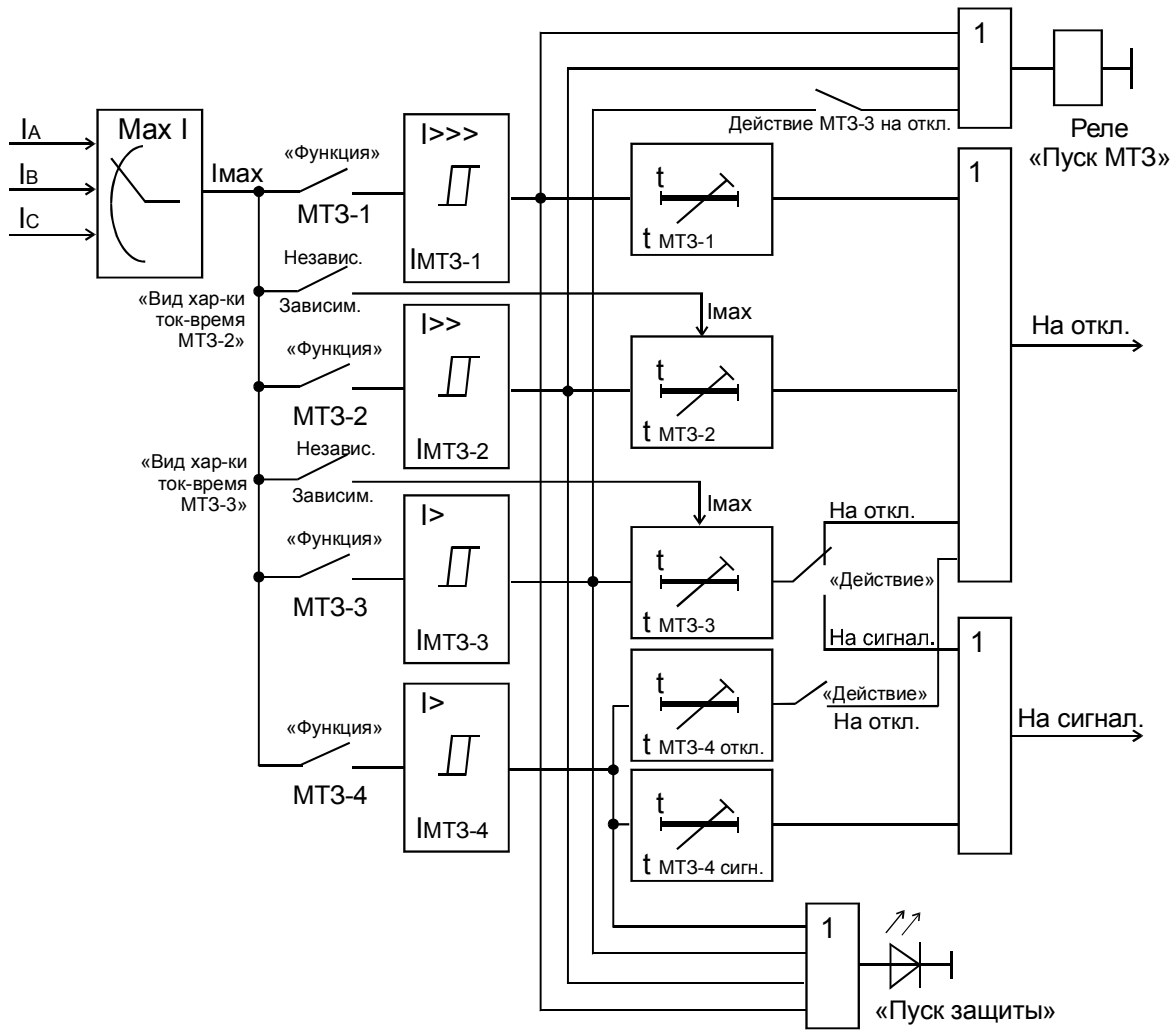 1
IA
IB
IC
Max I
Iмах
«Функция»
МТЗ-1
I>>>
IМТЗ-1
Действие МТЗ-3 на откл.
Реле
«Пуск МТЗ»
t
t МТЗ-1
1
Независ.
Зависим.
«Вид хар-ки
ток-время
МТЗ-2»
Iмах
«Функция»
МТЗ-2
I>>
IМТЗ-2
t
t МТЗ-2
На откл.
Независ.
Зависим.
«Вид хар-ки
ток-время
МТЗ-3»
Iмах
«Функция»
МТЗ-3
I>
IМТЗ-3
t
t МТЗ-3
На откл.
«Действие»
На сигнал.
1
t
t МТЗ-4 откл.
«Действие»
На откл.
На сигнал.
«Функция»
МТЗ-4
I>
IМТЗ-4
t
t МТЗ-4 сигн.
1
«Пуск защиты»